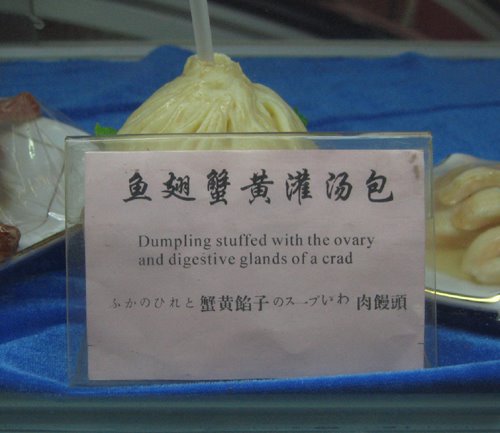 鱼翅蟹黄灌汤包
Dumpling stuffed with the ovary
and digestive glands of a crad
ふかのひれと 蟹黄餡子のスープいわ 肉饅頭